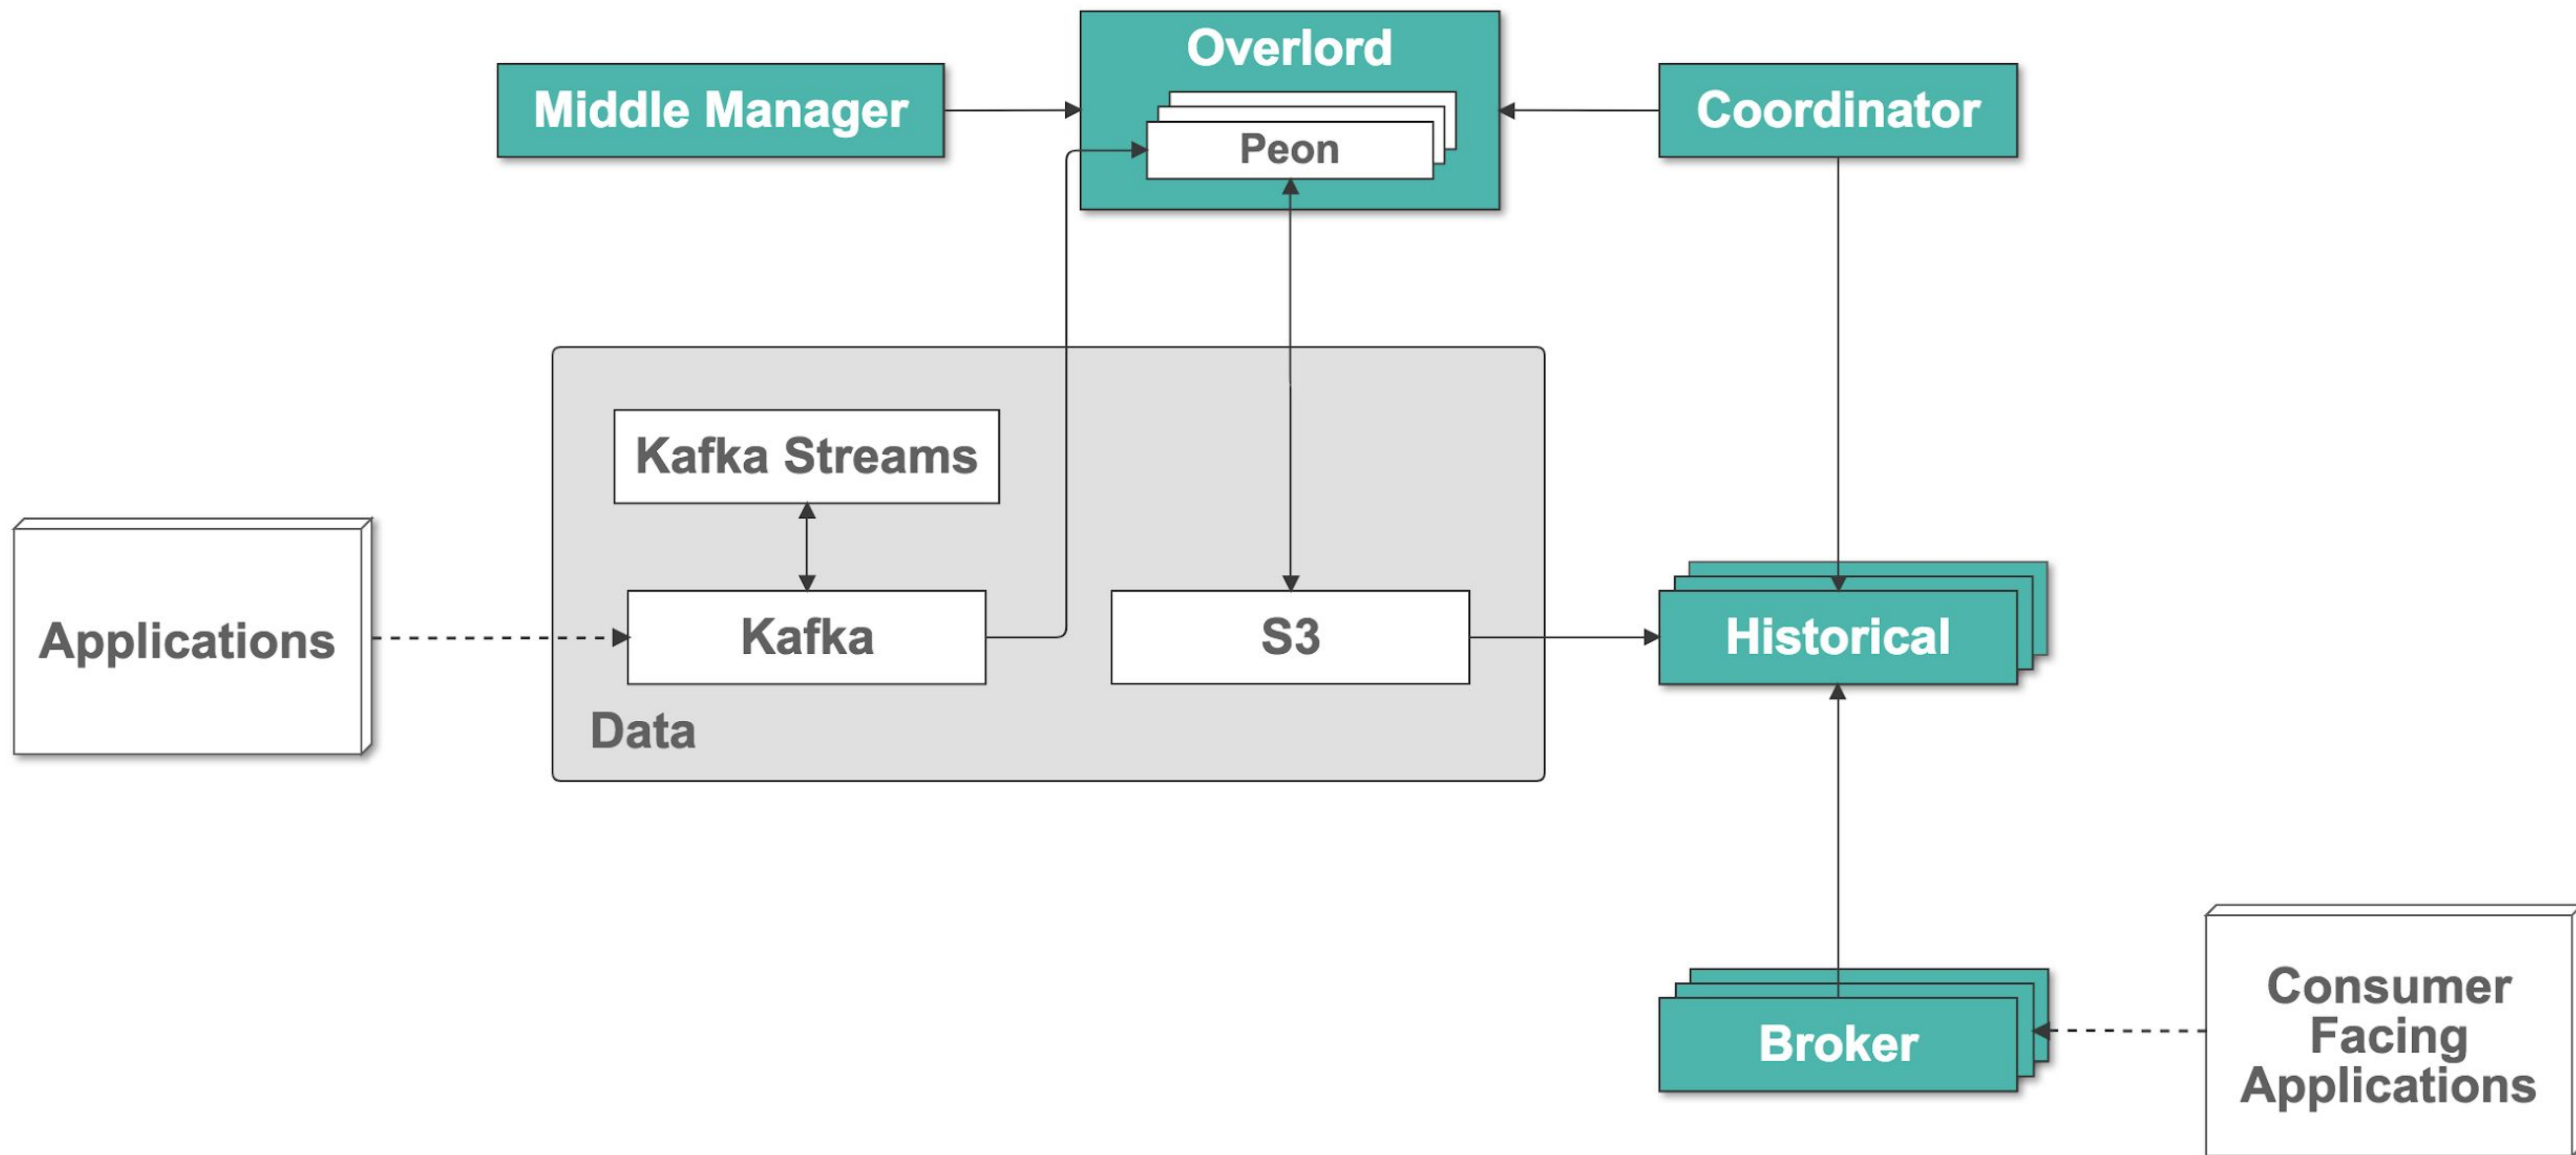 Overlord
Middle Manager
Coordinator
Peon
Kafka Streams
Applications
Kafka
S3
Historical
Data
Broker
Consumer
Facing
Applications